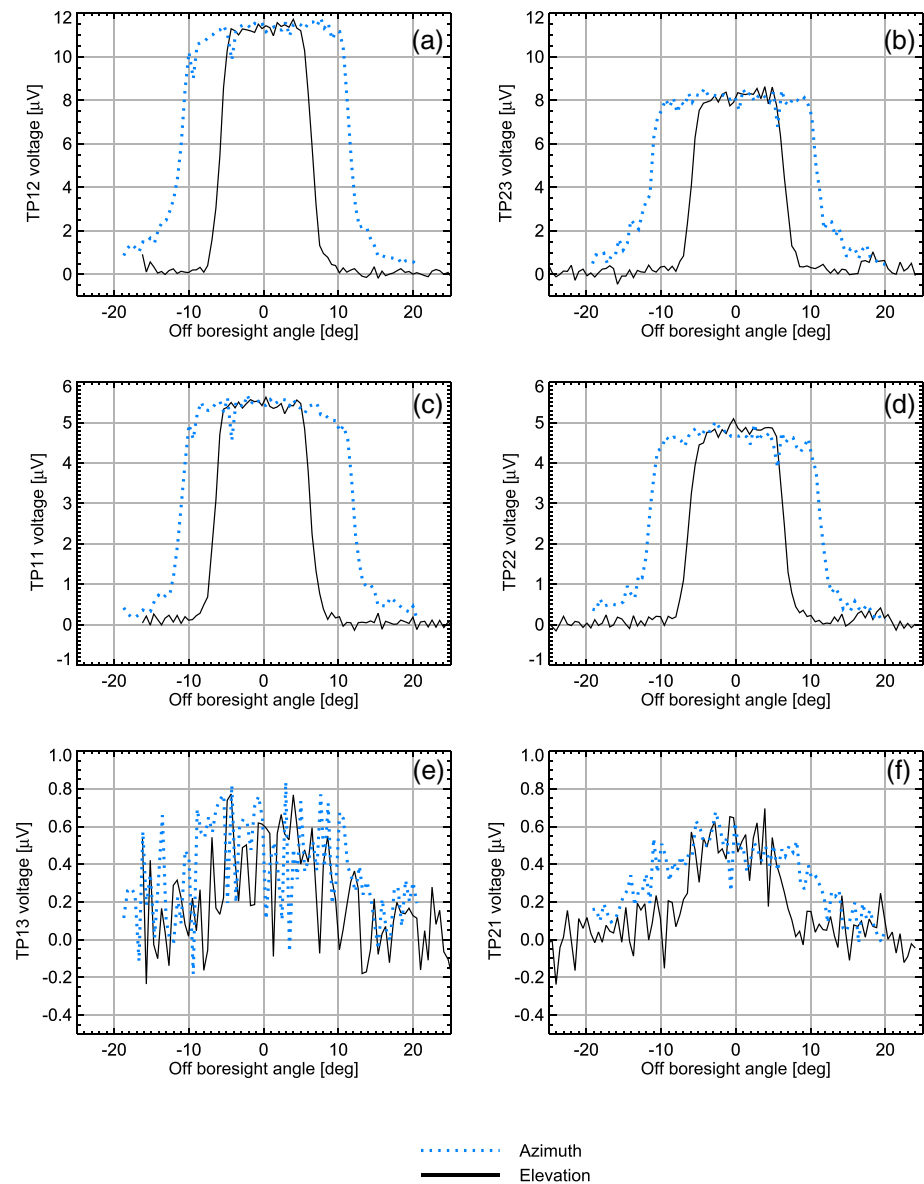 (a)
TP12 voltage [µV]
12
10
8
6
4
2
0
-20 -10 0 10 20
Off boresight angle [deg]
(b)
TP23 voltage [µV]
12
10
8
6
4
2
0
-20 -10 0 10 20
Off boresight angle [deg]
(c)
TP11 voltage [µV]
6
5
4
3
2
1
0
-1
-20 -10 0 10 20
Off boresight angle [deg]
(d)
TP22 voltage [µV]
6
5
4
3
2
1
0
-1
-20 -10 0 10 20
Off boresight angle [deg]
(e)
TP13 voltage [µV]
1.0
0.8
0.6
0.4
0.2
0.0
-0.2
-0.4
-20 -10 0 10 20
Off boresight angle [deg]
(f)
TP21 voltage [µV]
1.0
0.8
0.6
0.4
0.2
0.0
-0.2
-0.4
-20 -10 0 10 20
Off boresight angle [deg]
Azimuth
Elevation